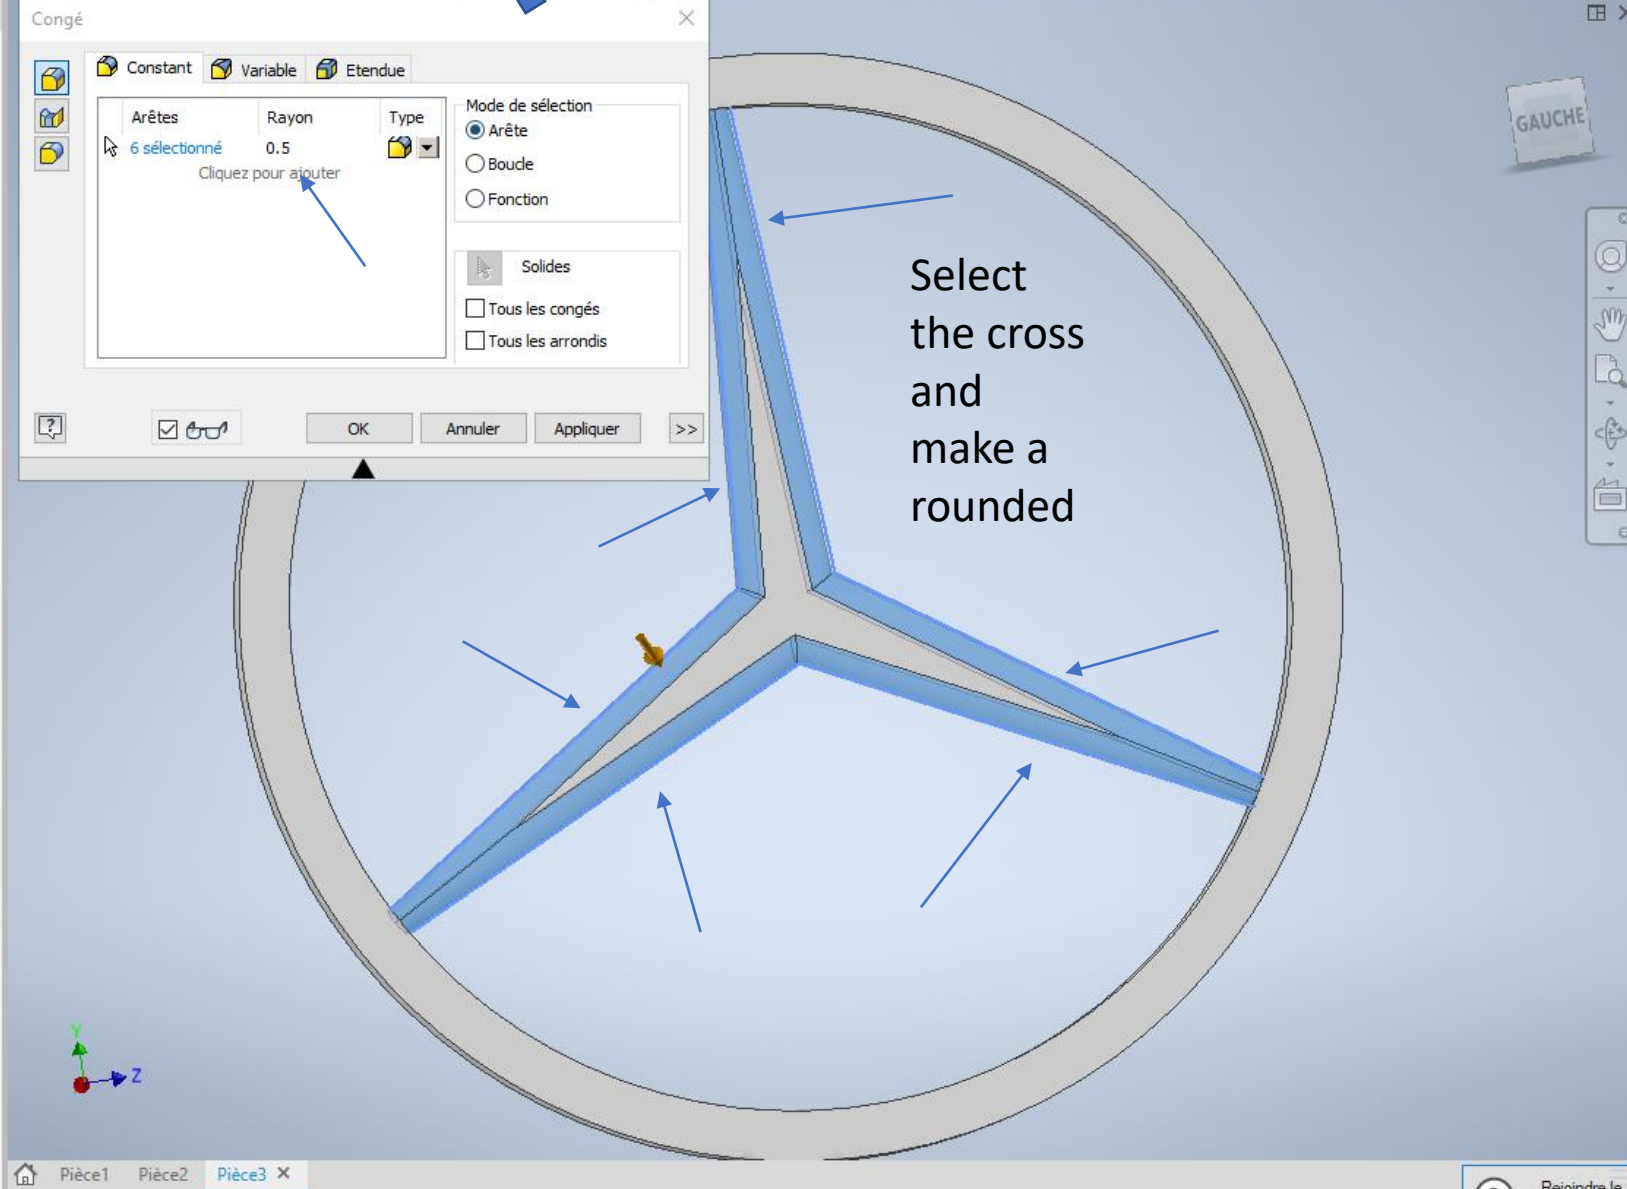 Congé
Constant Variable Etendue
Arêtes Rayon Type
6 sélectionné 0.5
Cliquez pour ajouter
Mode de sélection
Arête
Boucle
Fonction
Solides
Tous les congés
Tous les arrondis
OK Annuler Appliquer >>
GAUCHE
Select
the cross
and
make a
rounded
Y
Z
Pièce1 Pièce2 Pièce3
Rejoindre le